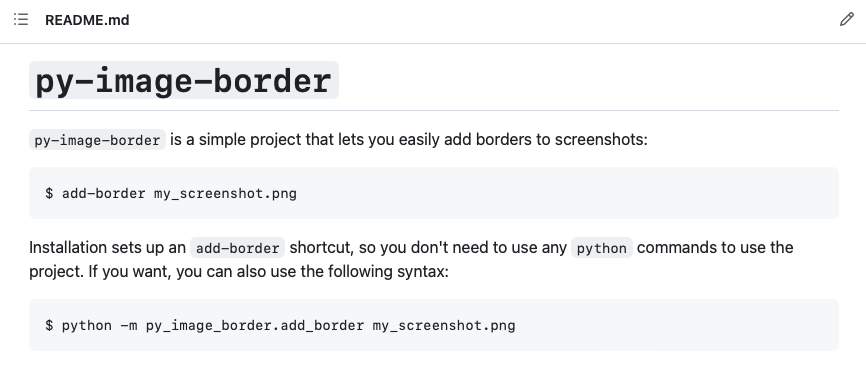 README.md
py-image-border
py-image-border is a simple project that lets you easily add borders to screenshots:
$ add-border my_screenshot.png
Installation sets up an add-border shortcut, so you don't need to use any python commands to use the
project. If you want, you can also use the following syntax:
$ python -m py_image_border.add_border my_screenshot.png